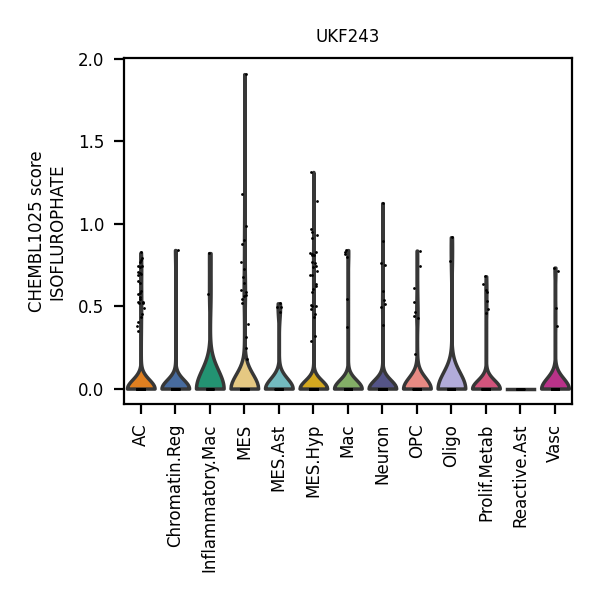 UKF243
CHEMBL1025 score
ISOFLUROPHATE
2.0
1.5
1.0
0.5
0.0
AC
Chromatin.Reg
Inflammatory.Mac
MES
MES.Ast
MES.Hyp
Mac
Neuron
OPC
Oligo
Prolif.Metab
Reactive.Ast
Vasc